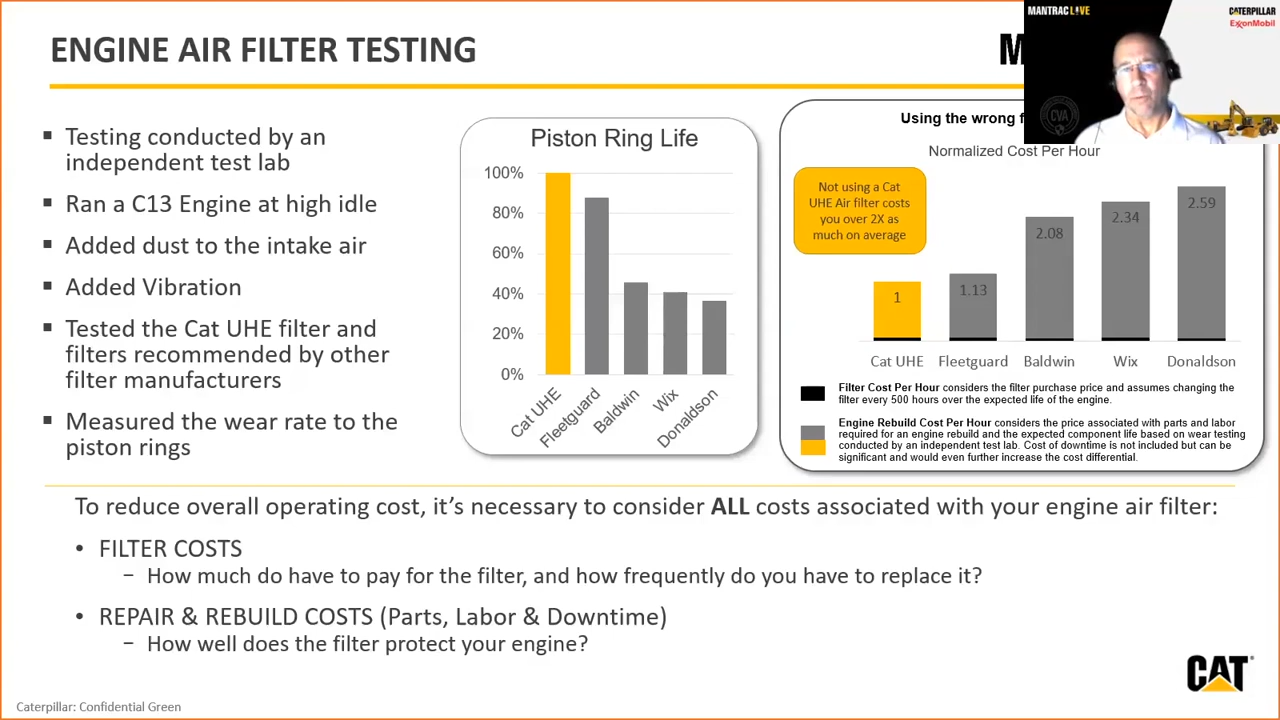 ENGINE AIR FILTER TESTING
M
MANTRAC LIVE
CATERPILLAR
ExxonMobil
CVA
▪ Testing conducted by an
independent test lab
▪ Ran a C13 Engine at high idle
▪ Added dust to the intake air
▪ Added Vibration
▪ Tested the Cat UHE filter and
filters recommended by other
filter manufacturers
▪ Measured the wear rate to the
piston rings
Piston Ring Life
100%
80%
60%
40%
20%
0%
Cat UHE
Fleetguard
Baldwin
Wix
Donaldson
Using the wrong
Normalized Cost Per Hour
Not using a Cat
UHE Air filter costs
you over 2X as
much on average
1
1.13
2.08
2.34
2.59
Cat UHE
Fleetguard
Baldwin
Wix
Donaldson
Filter Cost Per Hour considers the filter purchase price and assumes changing the
filter every 500 hours over the expected life of the engine.
Engine Rebuild Cost Per Hour considers the price associated with parts and labor
required for an engine rebuild and the expected component life based on wear testing
conducted by an independent test lab. Cost of downtime is not included but can be
significant and would even further increase the cost differential.
To reduce overall operating cost, it’s necessary to consider ALL costs associated with your engine air filter:
• FILTER COSTS
− How much do have to pay for the filter, and how frequently do you have to replace it?
• REPAIR & REBUILD COSTS (Parts, Labor & Downtime)
− How well does the filter protect your engine?
CAT
Caterpillar: Confidential Green